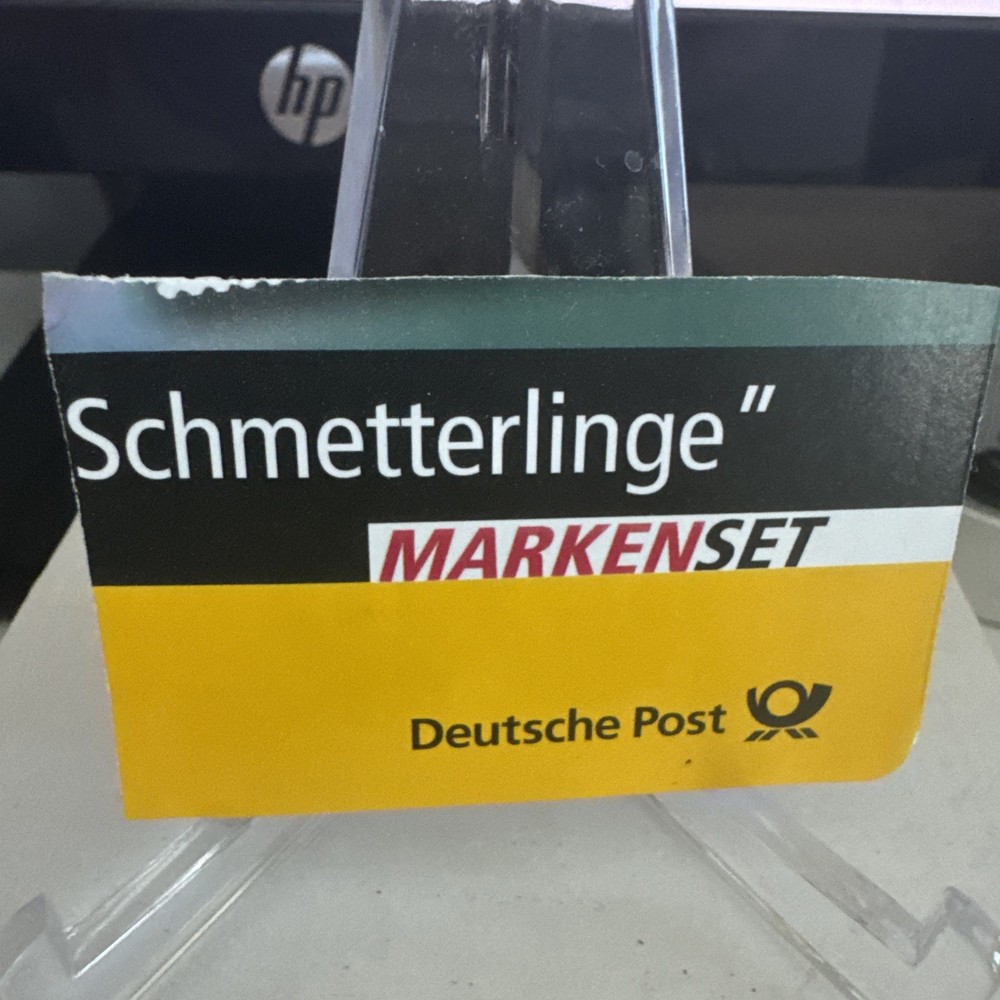 hp
Schmetterlinge”
MARKENSET
Deutsche Post